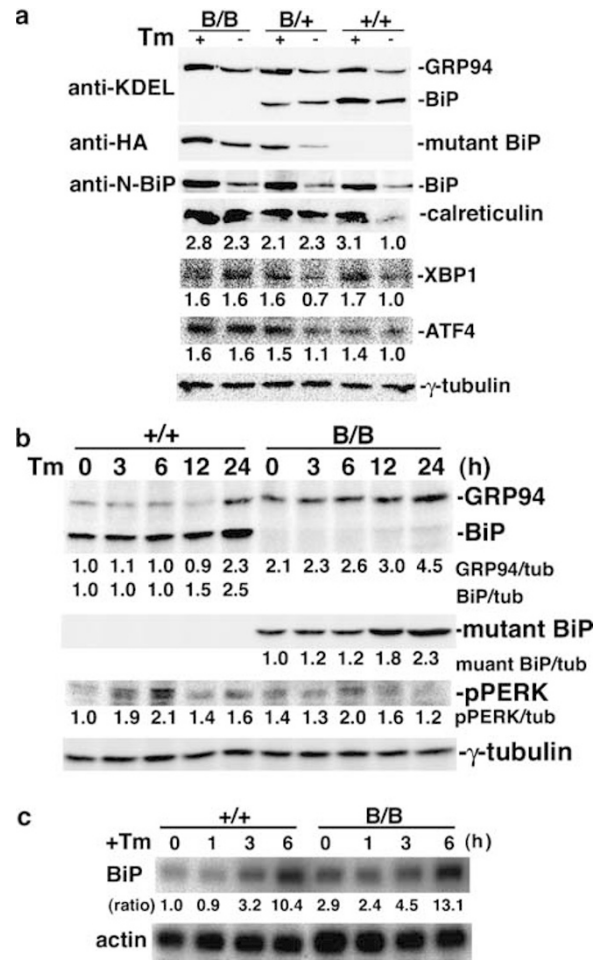 a
B/B B/+ +/+
Tm + - + - + -
anti-KDEL -GRP94
-BiP
anti-HA -mutant BiP
anti-N-BiP -BiP
-calreticulin
2.8 2.3 2.1 2.3 3.1 1.0
-XBP1
1.6 1.6 1.6 0.7 1.7 1.0
-ATF4
1.6 1.6 1.5 1.1 1.4 1.0
-γ-tubulin
b
+/+ B/B
Tm 0 3 6 12 24 0 3 6 12 24 (h)
-GRP94
-BiP
1.0 1.1 1.0 0.9 2.3 2.1 2.3 2.6 3.0 4.5 GRP94/tub
1.0 1.0 1.0 1.5 2.5 BiP/tub
-mutant BiP
1.0 1.2 1.2 1.8 2.3 muant BiP/tub
-pPERK
1.0 1.9 2.1 1.4 1.6 1.4 1.3 2.0 1.6 1.2 pPERK/tub
-γ-tubulin
c
+/+ B/B
+Tm 0 1 3 6 0 1 3 6 (h)
BiP
(ratio) 1.0 0.9 3.2 10.4 2.9 2.4 4.5 13.1
actin